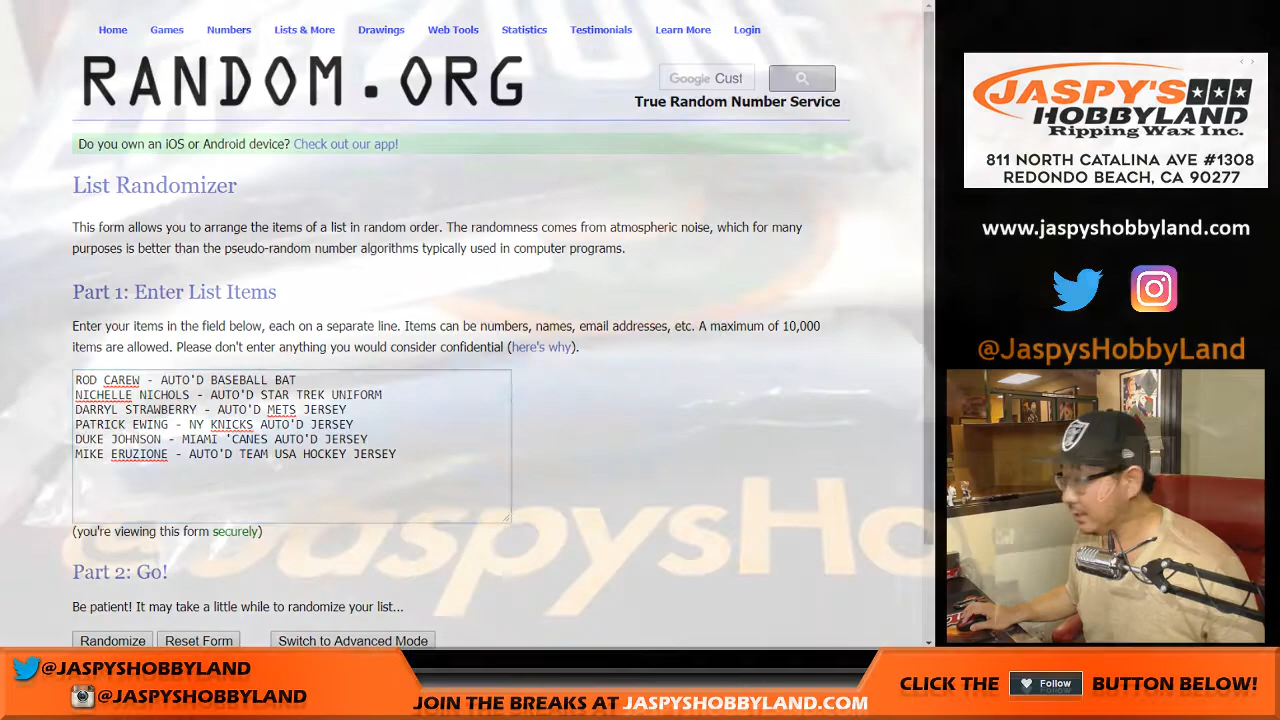 Home Games Numbers Lists & More Drawings Web Tools Statistics Testimonials Learn More Login
RANDOM.ORG
Google Cust
True Random Number Service
Do you own an iOS or Android device? Check out our app!
List Randomizer
This form allows you to arrange the items of a list in random order. The randomness comes from atmospheric noise, which for many
purposes is better than the pseudo-random number algorithms typically used in computer programs.
Part 1: Enter List Items
Enter your items in the field below, each on a separate line. Items can be numbers, names, email addresses, etc. A maximum of 10,000
items are allowed. Please don't enter anything you would consider confidential (here's why).
ROD CAREW - AUTO'D BASEBALL BAT
NICHELLE NICHOLS - AUTO'D STAR TREK UNIFORM
DARRYL STRAWBERRY - AUTO'D METS JERSEY
PATRICK EWING - NY KNICKS AUTO'D JERSEY
DUKE JOHNSON - MIAMI 'CANES AUTO'D JERSEY
MIKE ERUZIONE - AUTO'D TEAM USA HOCKEY JERSEY
(you're viewing this form securely)
@JaspysHo
Part 2: Go!
Be patient! It may take a little while to randomize your list...
Randomize Reset Form Switch to Advanced Mode
JASPY'S
HOBBYLAND
Ripping Wax Inc.
811 NORTH CATALINA AVE #1308
REDONDO BEACH, CA 90277
www.jaspyshobbyland.com
@JaspysHobbyLand
@JASPYSHOBBYLAND
@JASPYSHOBBYLAND
JOIN THE BREAKS AT JASPYSHOBBYLAND.COM
CLICK THE Follow BUTTON BELOW!